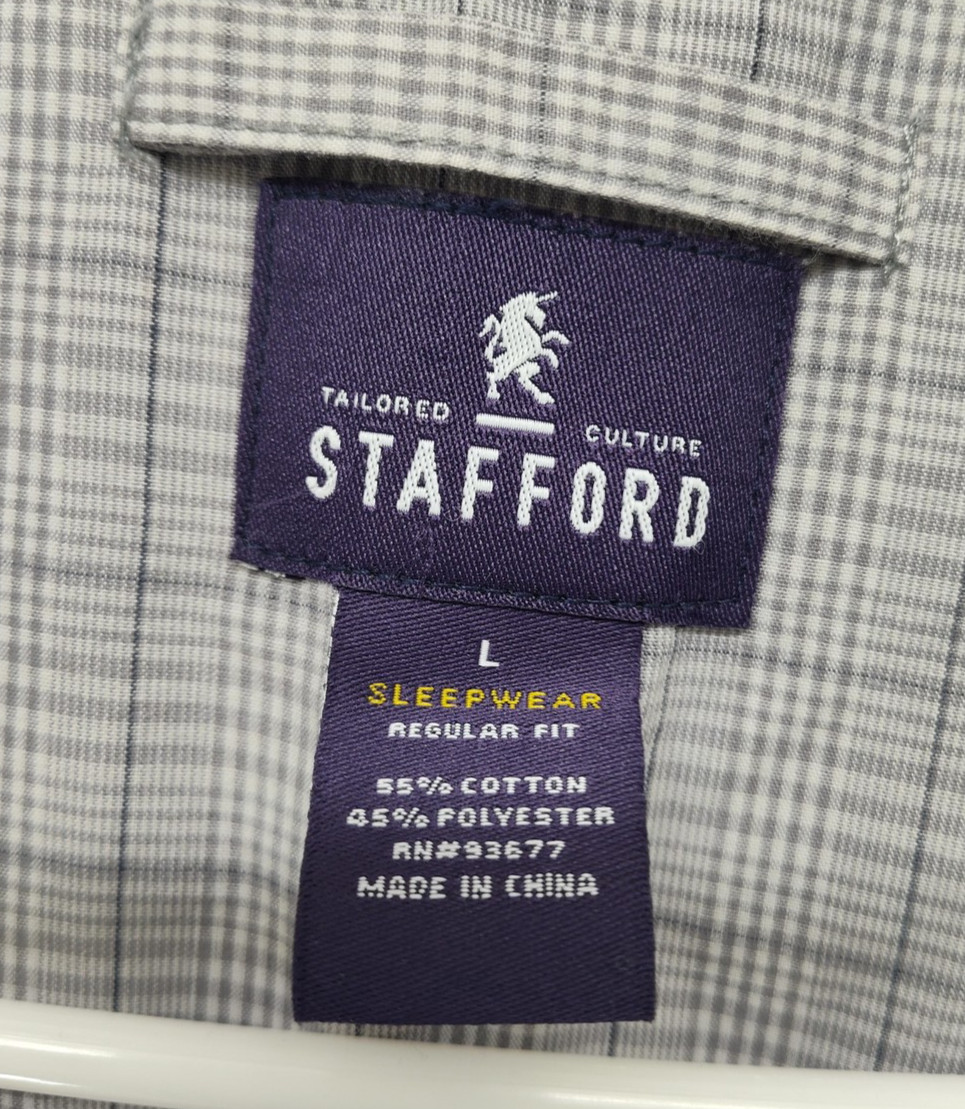 TAILORED CULTURE
STAFFORD
L
SLEEPWEAR
REGULAR FIT
55% COTTON
45% POLYESTER
RN#93677
MADE IN CHINA